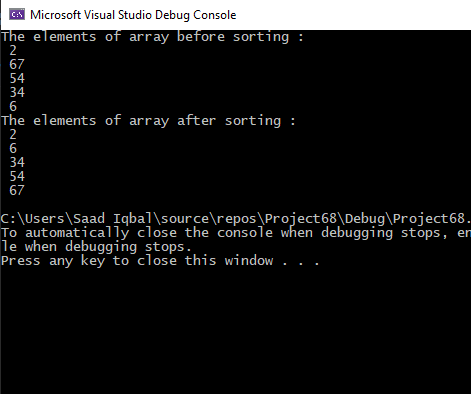 Microsoft Visual Studio Debug Console
The elements of array before sorting :
2
67
54
34
6
The elements of array after sorting :
2
6
34
54
67
C:\Users\Saad Iqbal\source\repos\Project68\Debug\Project68.
To automatically close the console when debugging stops, en
le when debugging stops.
Press any key to close this window . . .